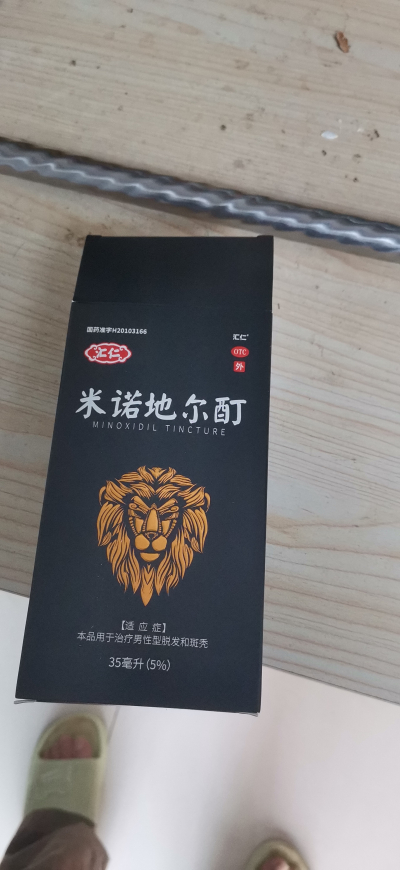 国药准字H20103166
汇仁
汇仁
OTC
外
米诺地尔酊
MINOXIDIL TINCTURE
【适应症】
本品用于治疗男性型脱发和斑秃
35毫升(5%)